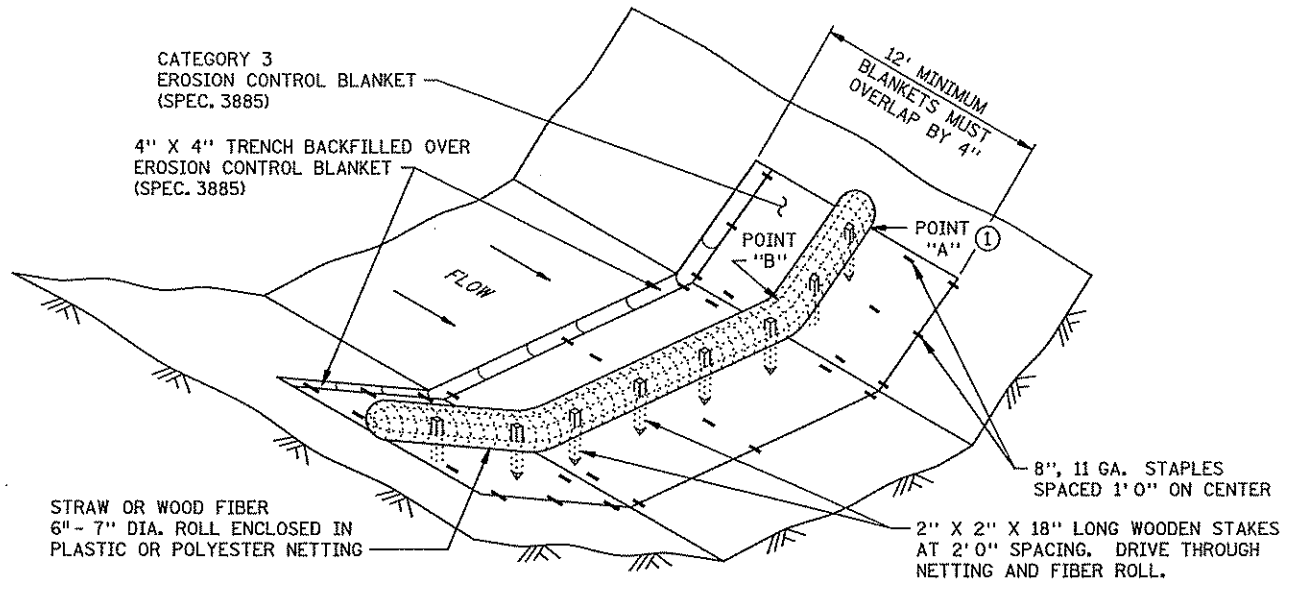 CATEGORY 3
EROSION CONTROL BLANKET
(SPEC. 3885)
4" X 4" TRENCH BACKFILLED OVER
EROSION CONTROL BLANKET
(SPEC. 3885)
12' MINIMUM
BLANKETS MUST
OVERLAP BY 4"
POINT
"A" 1
POINT
"B"
FLOW
8", 11 GA. STAPLES
SPACED 1'0" ON CENTER
STRAW OR WOOD FIBER
6" - 7" DIA. ROLL ENCLOSED IN
PLASTIC OR POLYESTER NETTING
2" X 2" X 18" LONG WOODEN STAKES
AT 2'0" SPACING. DRIVE THROUGH
NETTING AND FIBER ROLL.